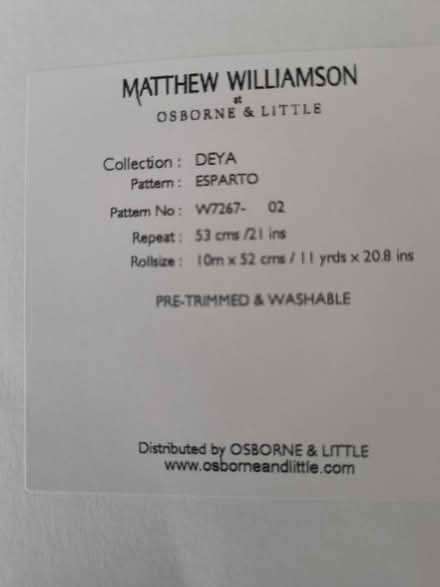 MATTHEW WILLIAMSON
at
OSBORNE & LITTLE
Collection : DEYA
Pattern : ESPARTO
Pattern No : W7267- 02
Repeat : 53 cms /21 ins
Rollsize : 10m x 52 cms / 11 yrds x 20.8 ins
PRE-TRIMMED & WASHABLE
Distributed by OSBORNE & LITTLE
www.osborneandlittle.com